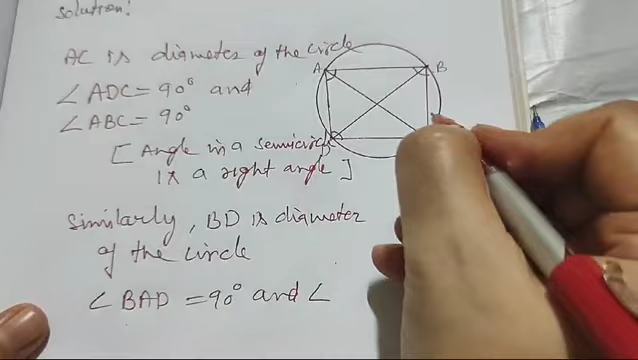 Solution:
AC is diameter of the circle
∠ADC = 90° and
∠ABC = 90°
[Angle in a semicircle
is a right angle]
Similarly, BD is diameter
of the circle
∠BAD = 90° and ∠
A B
D